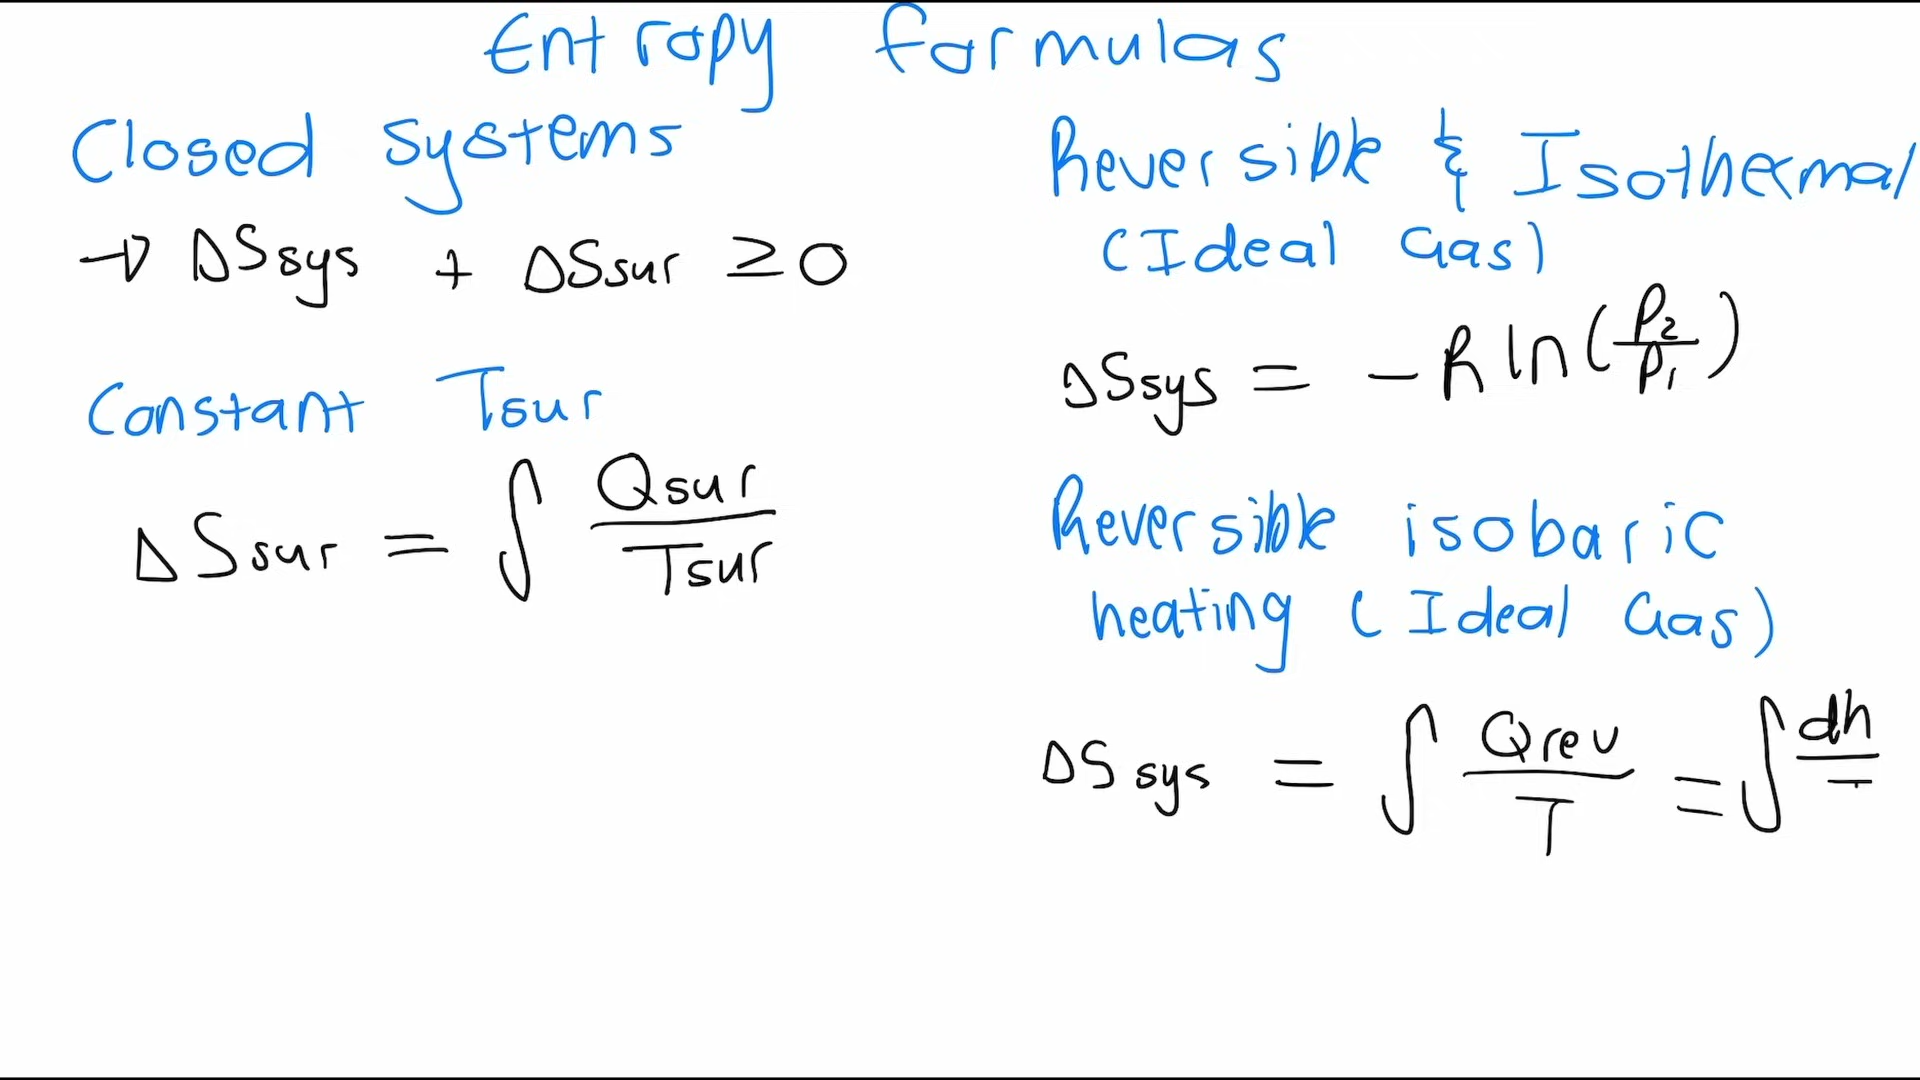 Entropy formulas
Closed systems
→ ΔSsys + ΔSsur ≥ 0
Constant Tsur
ΔSsur = ∫ Qsur / Tsur
Reversible & Isothermal
(Ideal Gas)
ΔSsys = - R ln(P2/P1)
Reversible isobaric
heating (Ideal Gas)
ΔSsys = ∫ Qrev / T = ∫ dh / T